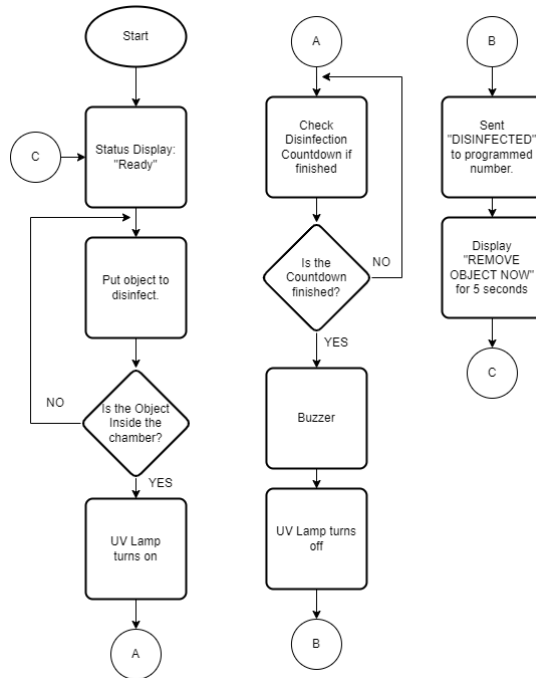 Start
C
Status Display:
"Ready"
Put object to
disinfect.
NO
Is the Object
Inside the
chamber?
YES
UV Lamp
turns on
A
A
Check
Disinfection
Countdown if
finished
Is the
Countdown
finished?
NO
YES
Buzzer
UV Lamp turns
off
B
B
Sent
"DISINFECTED"
to programmed
number.
Display
"REMOVE
OBJECT NOW"
for 5 seconds
C